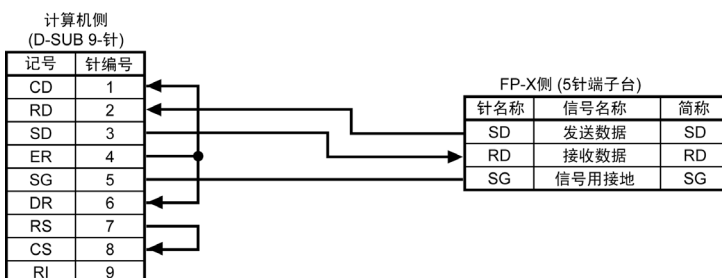 计算机侧
(D-SUB 9-针)
记号 针编号
CD 1
RD 2
SD 3
ER 4
SG 5
DR 6
RS 7
CS 8
RI 9
FP-X侧 (5针端子台)
针名称 信号名称 简称
SD 发送数据 SD
RD 接收数据 RD
SG 信号用接地 SG